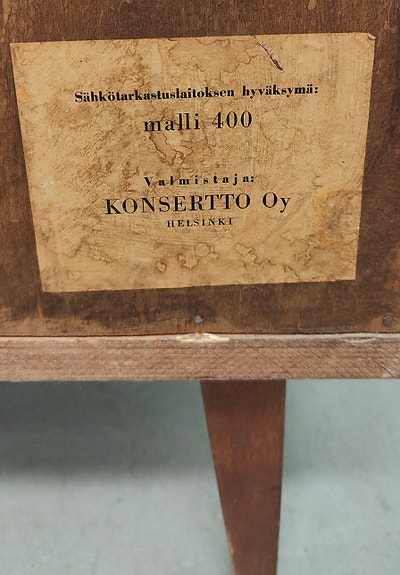 Sähkötarkastuslaitoksen hyväksymä:
malli 400
Valmistaja:
KONSERTTO Oy
HELSINKI